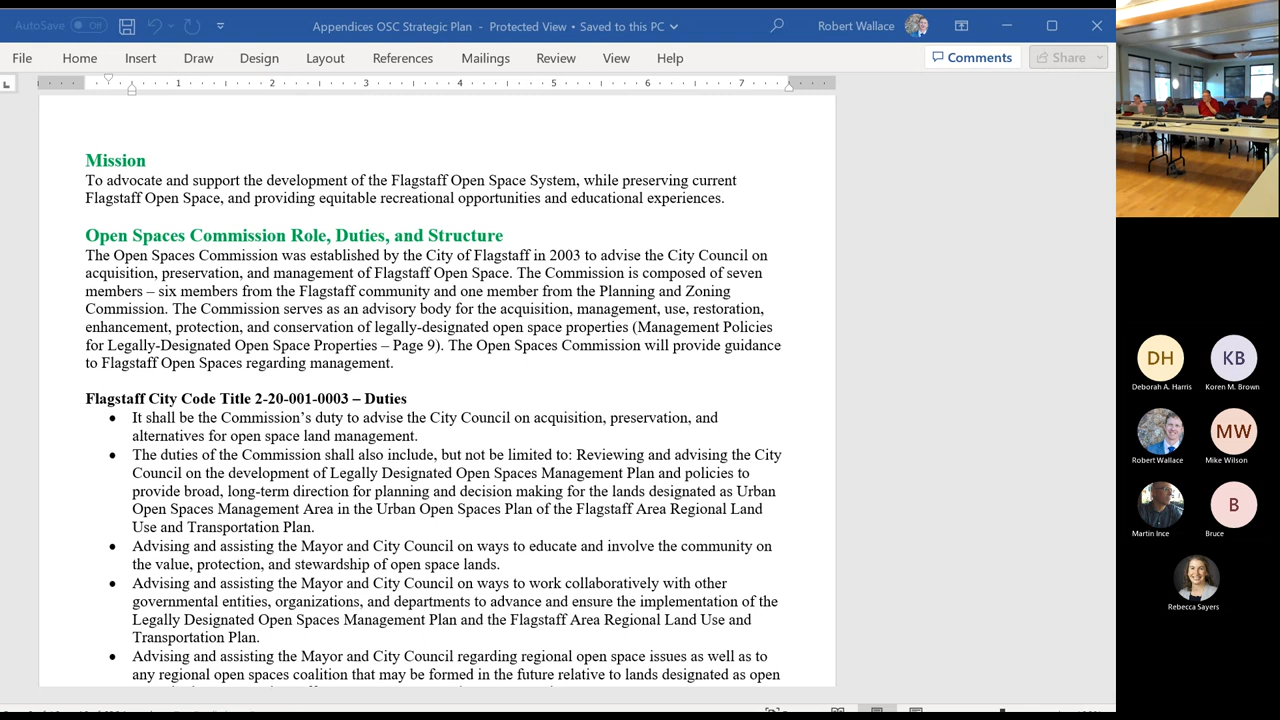 AutoSave
Off
Appendices OSC Strategic Plan - Protected View • Saved to this PC
Robert Wallace
File
Home
Insert
Draw
Design
Layout
References
Mailings
Review
View
Help
Comments
Share
1 2 3 4 5 6 7
Mission
To advocate and support the development of the Flagstaff Open Space System, while preserving current
Flagstaff Open Space, and providing equitable recreational opportunities and educational experiences.
Open Spaces Commission Role, Duties, and Structure
The Open Spaces Commission was established by the City of Flagstaff in 2003 to advise the City Council on
acquisition, preservation, and management of Flagstaff Open Space. The Commission is composed of seven
members – six members from the Flagstaff community and one member from the Planning and Zoning
Commission. The Commission serves as an advisory body for the acquisition, management, use, restoration,
enhancement, protection, and conservation of legally-designated open space properties (Management Policies
for Legally-Designated Open Space Properties – Page 9). The Open Spaces Commission will provide guidance
to Flagstaff Open Spaces regarding management.
Flagstaff City Code Title 2-20-001-0003 – Duties
• It shall be the Commission's duty to advise the City Council on acquisition, preservation, and
alternatives for open space land management.
• The duties of the Commission shall also include, but not be limited to: Reviewing and advising the City
Council on the development of Legally Designated Open Spaces Management Plan and policies to
provide broad, long-term direction for planning and decision making for the lands designated as Urban
Open Spaces Management Area in the Urban Open Spaces Plan of the Flagstaff Area Regional Land
Use and Transportation Plan.
• Advising and assisting the Mayor and City Council on ways to educate and involve the community on
the value, protection, and stewardship of open space lands.
• Advising and assisting the Mayor and City Council on ways to work collaboratively with other
governmental entities, organizations, and departments to advance and ensure the implementation of the
Legally Designated Open Spaces Management Plan and the Flagstaff Area Regional Land Use and
Transportation Plan.
• Advising and assisting the Mayor and City Council regarding regional open space issues as well as to
any regional open spaces coalition that may be formed in the future relative to lands designated as open
DH
Deborah A. Harris
KB
Koren M. Brown
Robert Wallace
MW
Mike Wilson
Martin Ince
B
Bruce
Rebecca Sayers